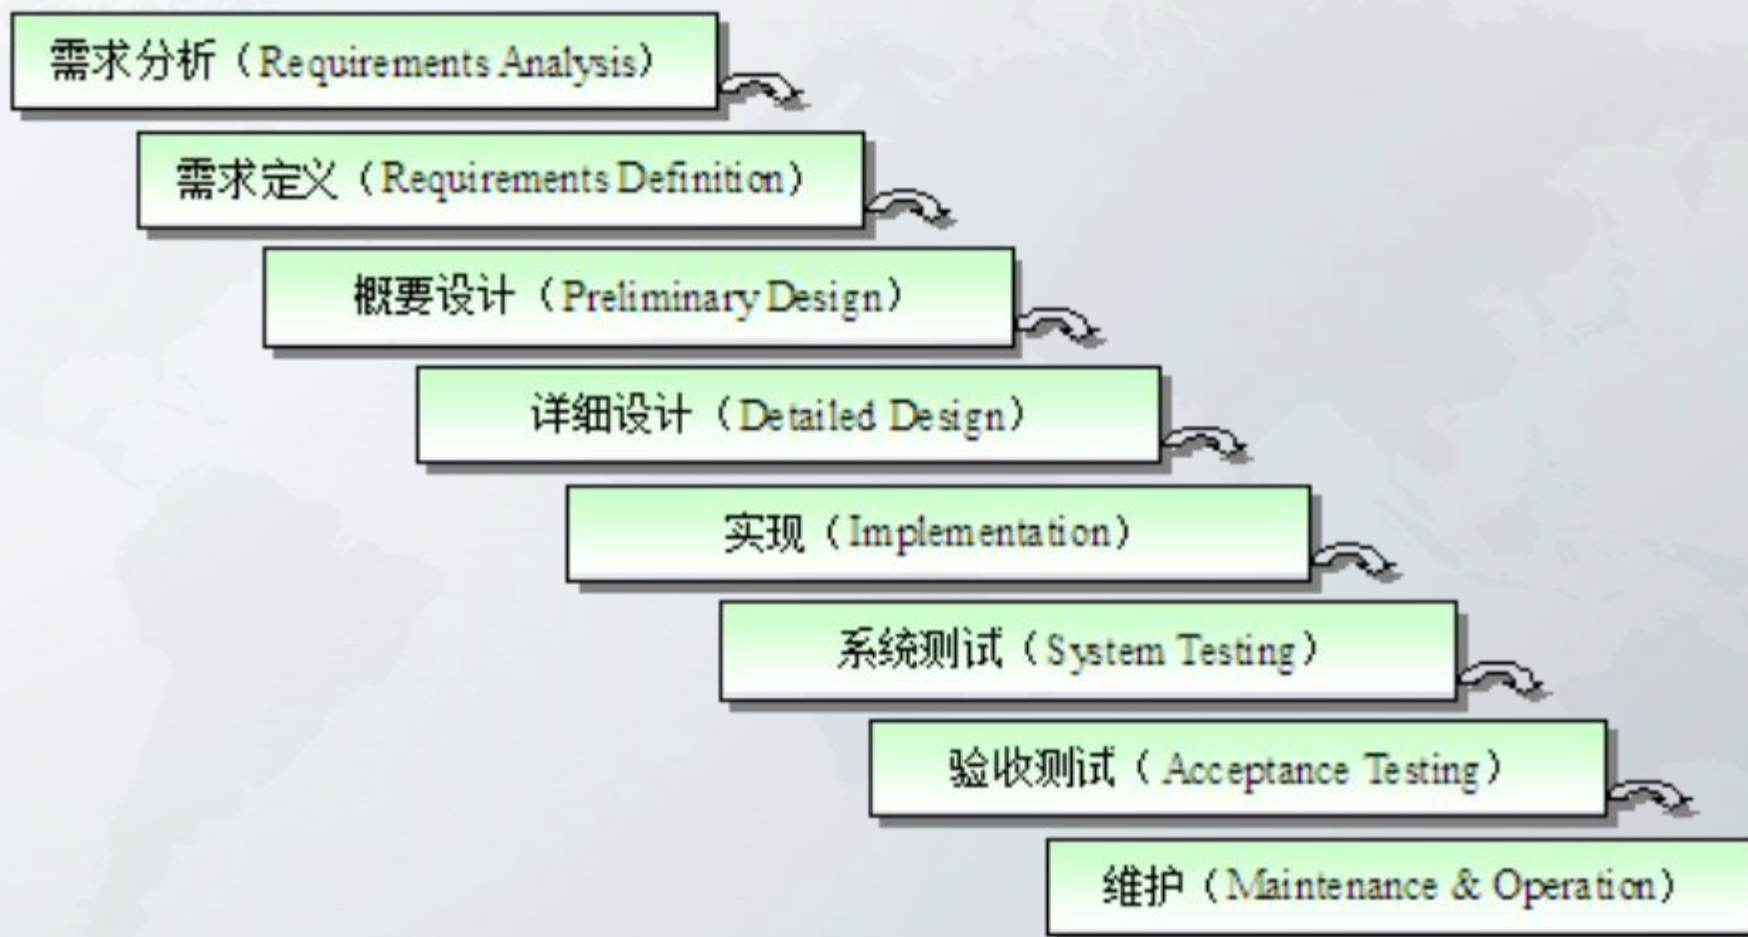 需求分析（Requirements Analysis）
需求定义（Requirements Definition）
概要设计（Preliminary Design）
详细设计（Detailed Design）
实现（Implementation）
系统测试（System Testing）
验收测试（Acceptance Testing）
维护（Maintenance & Operation）